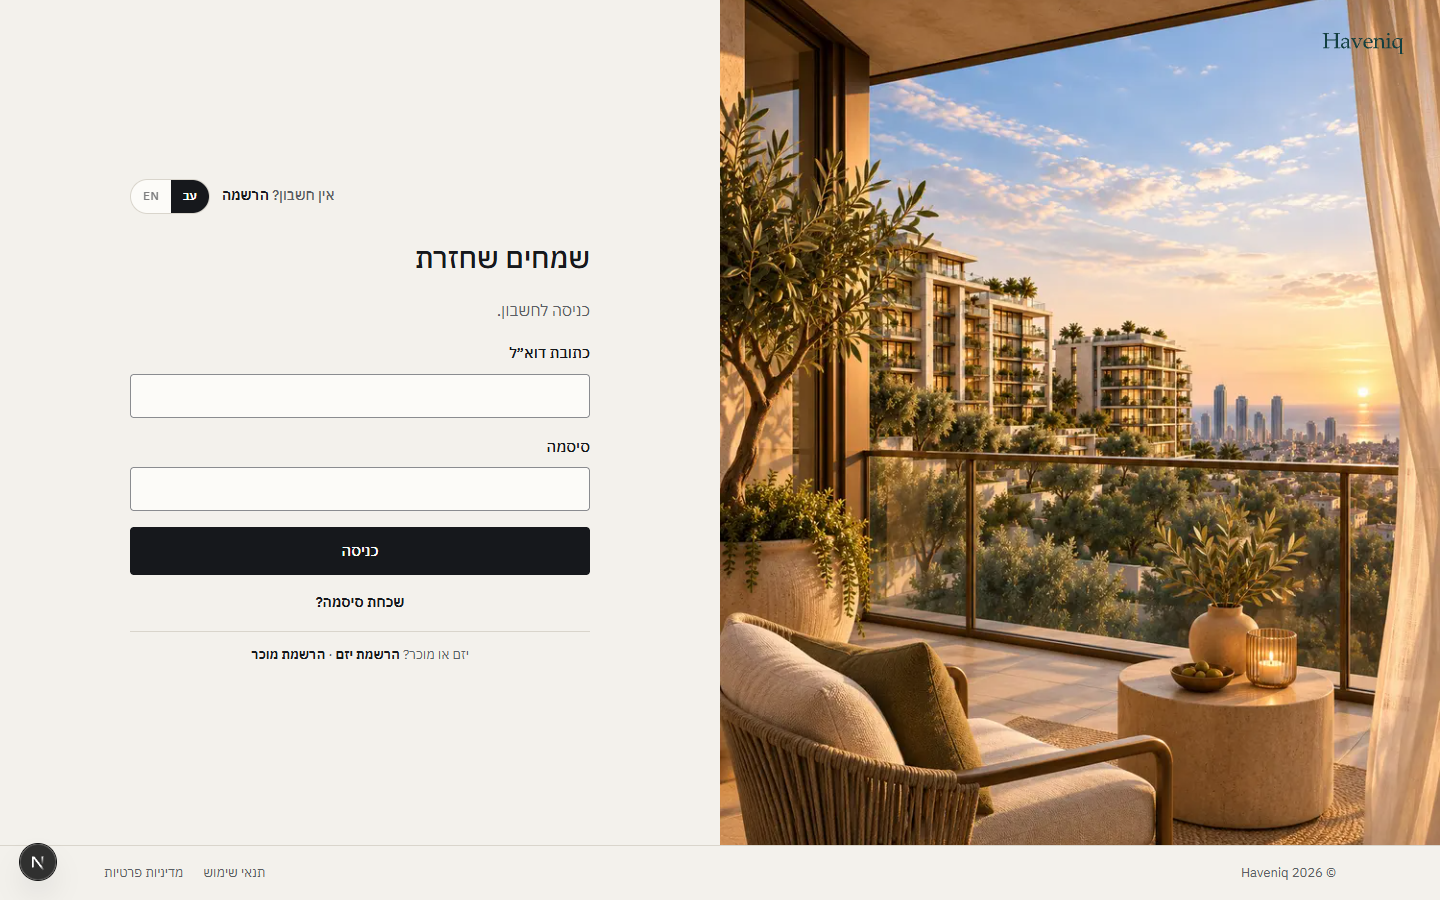 Haveniq
אין חשבון? הרשמה עב EN
שמחים שחזרת
כניסה לחשבון.
כתובת דוא״ל
סיסמה
כניסה
שכחת סיסמה?
יזם או מוכר? הרשמת יזם · הרשמת מוכר
© 2026 Haveniq
תנאי שימוש מדיניות פרטיות
N